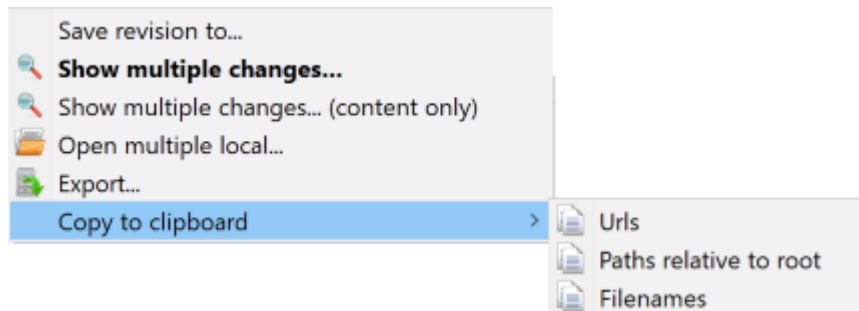 Save revision to...
Show multiple changes...
Show multiple changes... (content only)
Open multiple local...
Export...
Copy to clipboard
Urls
Paths relative to root
Filenames